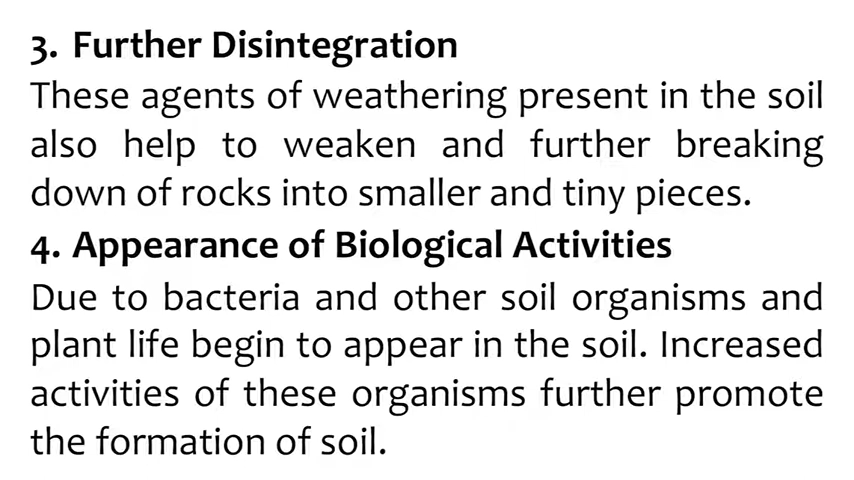 3. Further Disintegration
These agents of weathering present in the soil
also help to weaken and further breaking
down of rocks into smaller and tiny pieces.
4. Appearance of Biological Activities
Due to bacteria and other soil organisms and
plant life begin to appear in the soil. Increased
activities of these organisms further promote
the formation of soil.